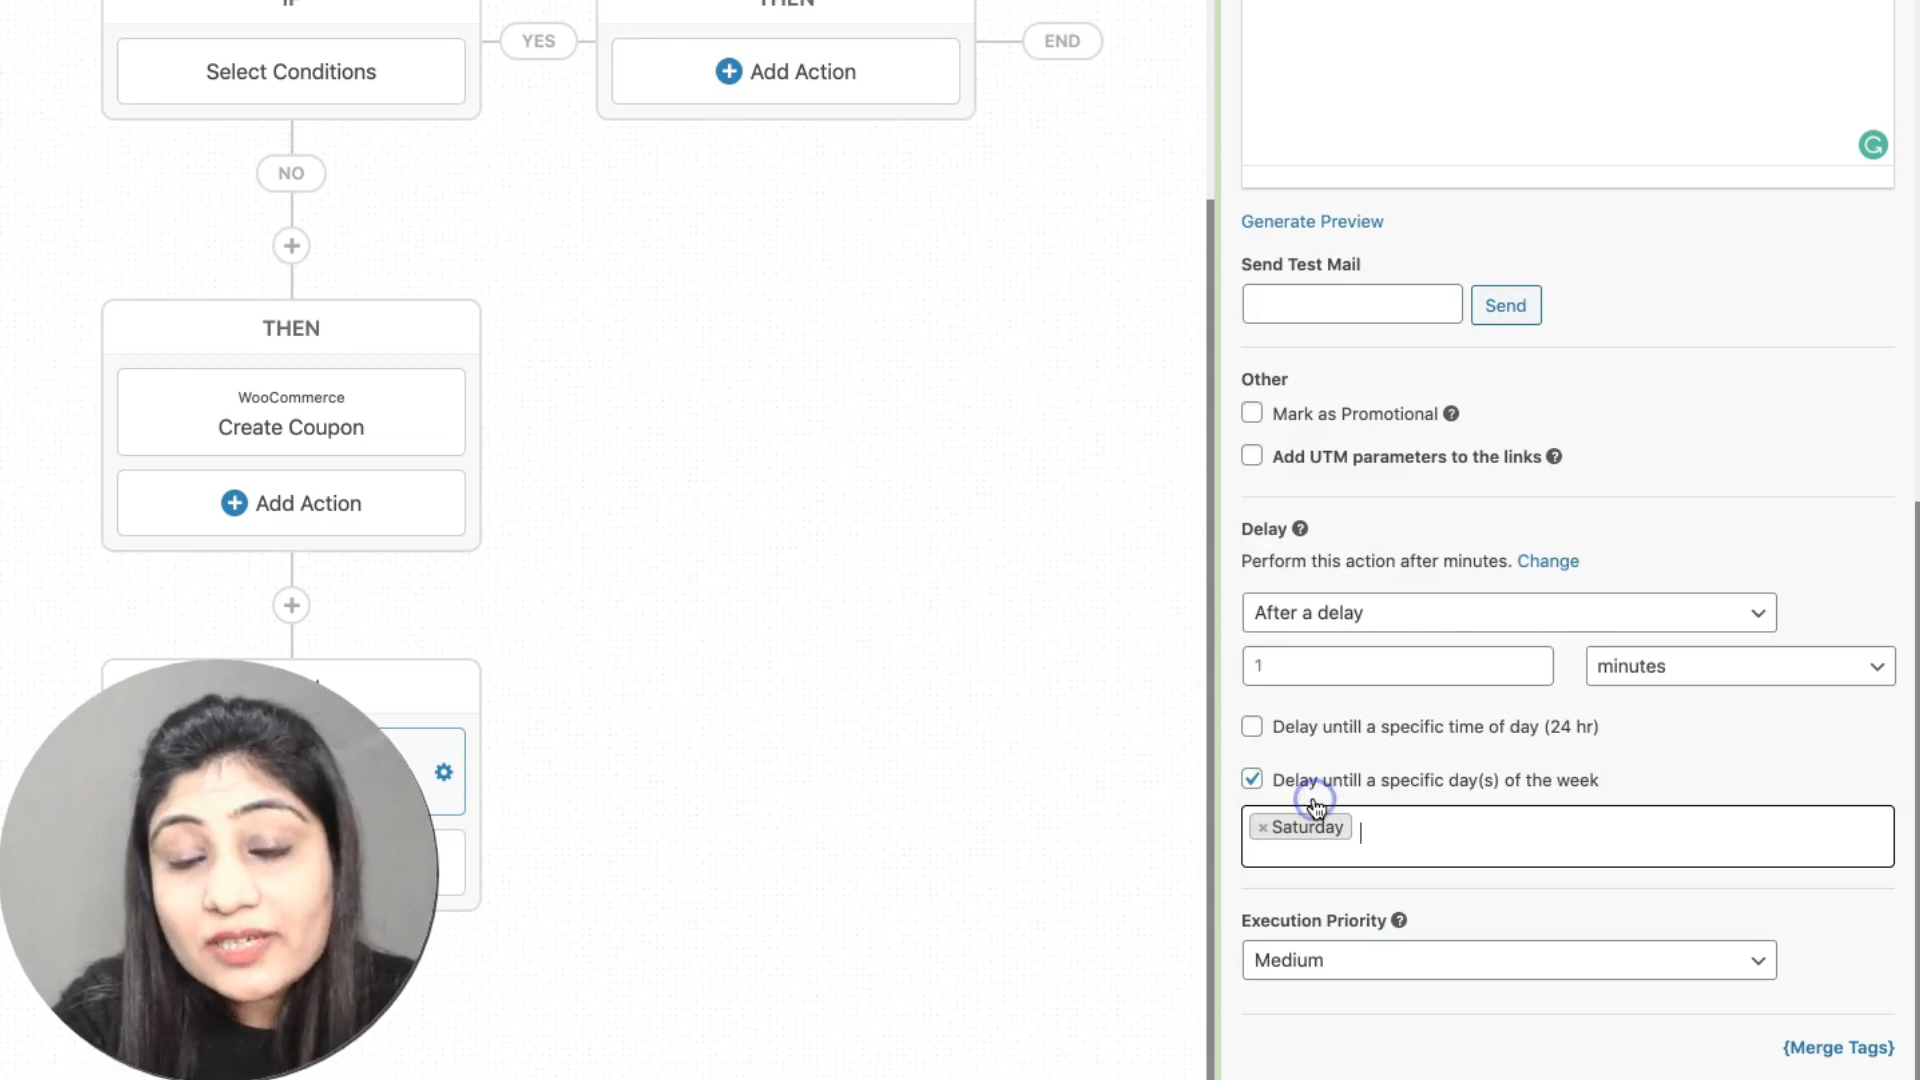 IF
THEN
Select Conditions
YES
Add Action
END
NO
THEN
WooCommerce
Create Coupon
Add Action
Generate Preview
Send Test Mail
Send
Other
Mark as Promotional
Add UTM parameters to the links
Delay
Perform this action after minutes. Change
After a delay
1
minutes
Delay untill a specific time of day (24 hr)
Delay untill a specific day(s) of the week
× Saturday
Execution Priority
Medium
{Merge Tags}